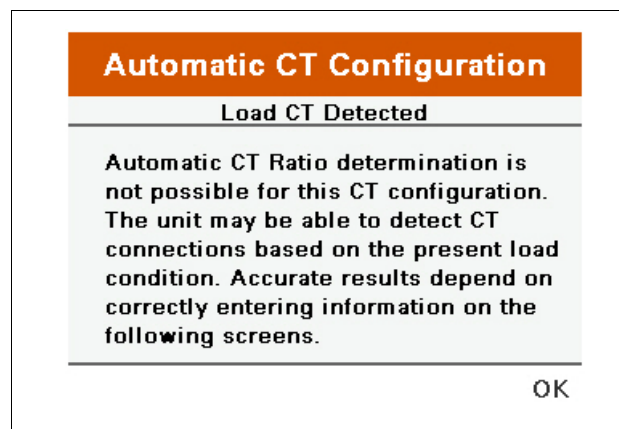 Automatic CT Configuration
Load CT Detected
Automatic CT Ratio determination is
not possible for this CT configuration.
The unit may be able to detect CT
connections based on the present load
condition. Accurate results depend on
correctly entering information on the
following screens.
OK